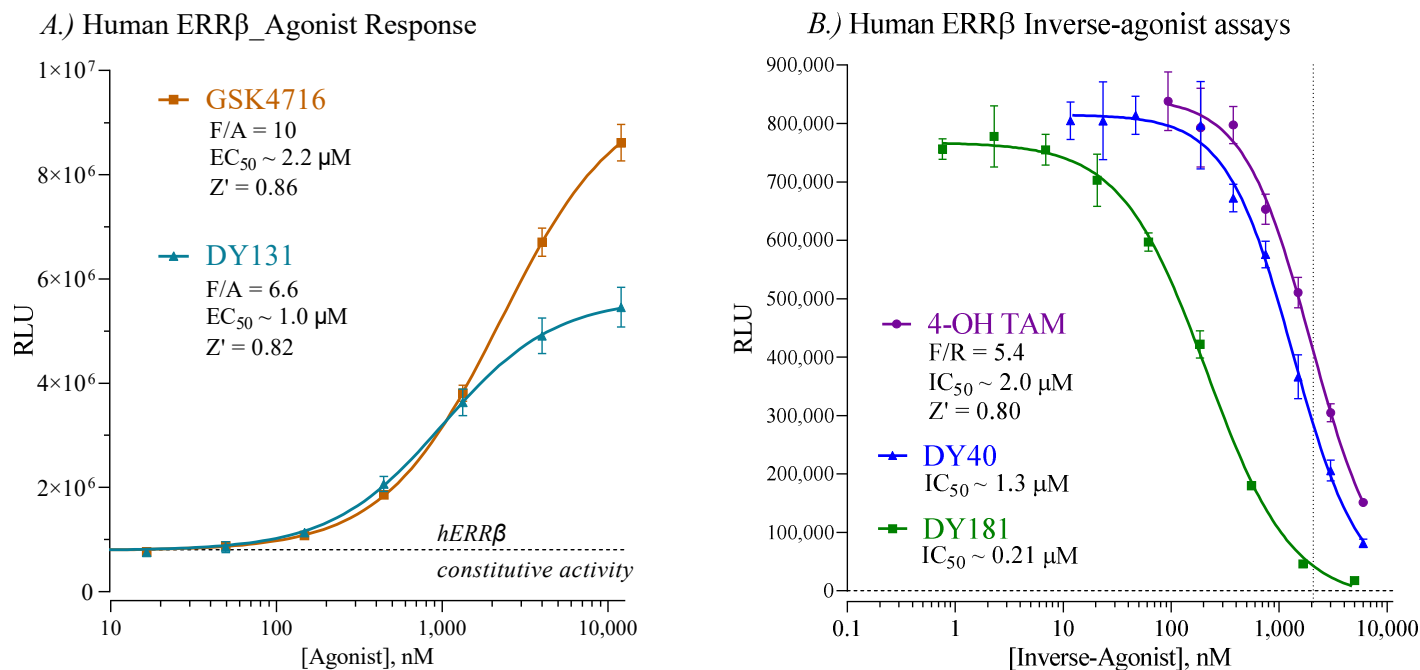 A.) Human ERRβ_Agonist Response
1×10⁷
8×10⁶
6×10⁶
4×10⁶
2×10⁶
0
RLU
GSK4716
F/A = 10
EC₅₀ ~ 2.2 µM
Z' = 0.86
DY131
F/A = 6.6
EC₅₀ ~ 1.0 µM
Z' = 0.82
hERRβ
constitutive activity
10
100
1,000
10,000
[Agonist], nM
B.) Human ERRβ Inverse-agonist assays
900,000
800,000
700,000
600,000
500,000
400,000
300,000
200,000
100,000
0
RLU
4-OH TAM
F/R = 5.4
IC₅₀ ~ 2.0 µM
Z' = 0.80
DY40
IC₅₀ ~ 1.3 µM
DY181
IC₅₀ ~ 0.21 µM
0.1
1
10
100
1,000
10,000
[Inverse-Agonist], nM